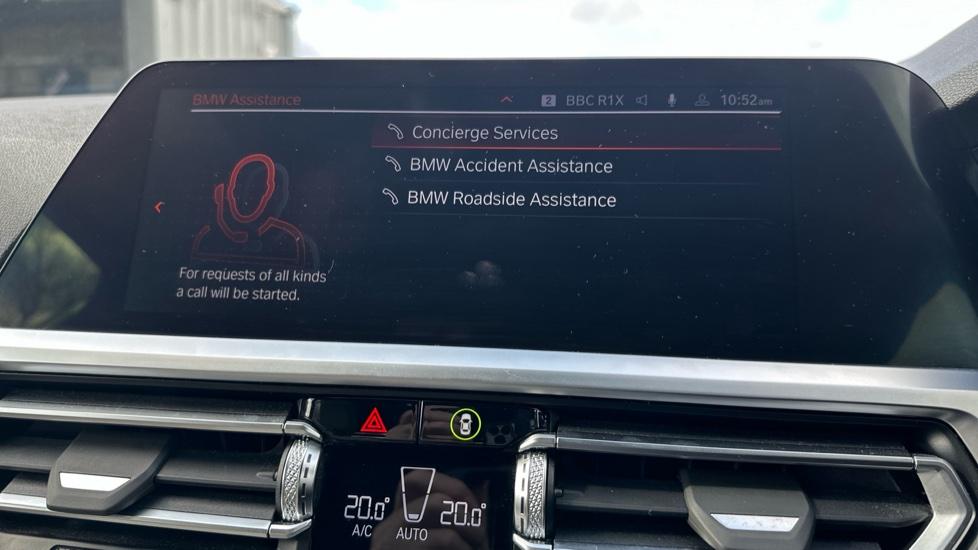 BMW Assistance
2 BBC R1X 10:52am
Concierge Services
BMW Accident Assistance
BMW Roadside Assistance
For requests of all kinds
a call will be started.
20.0° 20.0°
A/C AUTO